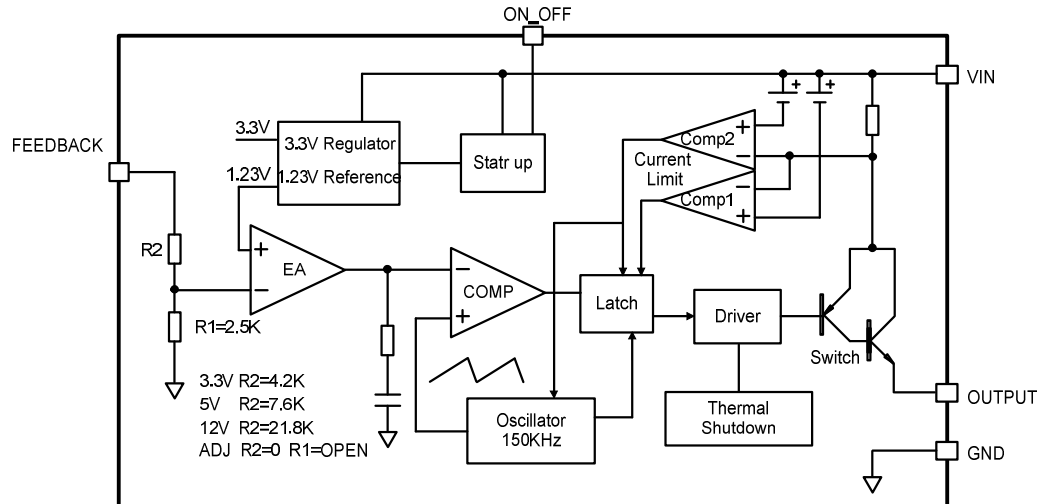 ON_OFF
VIN
FEEDBACK
3.3V
3.3V Regulator
1.23V
1.23V Reference
Statr up
Comp2
+
+
+
−
Current
Limit
Comp1
−
+
R2
+
EA
−
−
COMP
+
Latch
Driver
R1=2.5K
Switch
3.3V R2=4.2K
5V R2=7.6K
12V R2=21.8K
ADJ R2=0 R1=OPEN
Oscillator
150KHz
Thermal
Shutdown
OUTPUT
GND